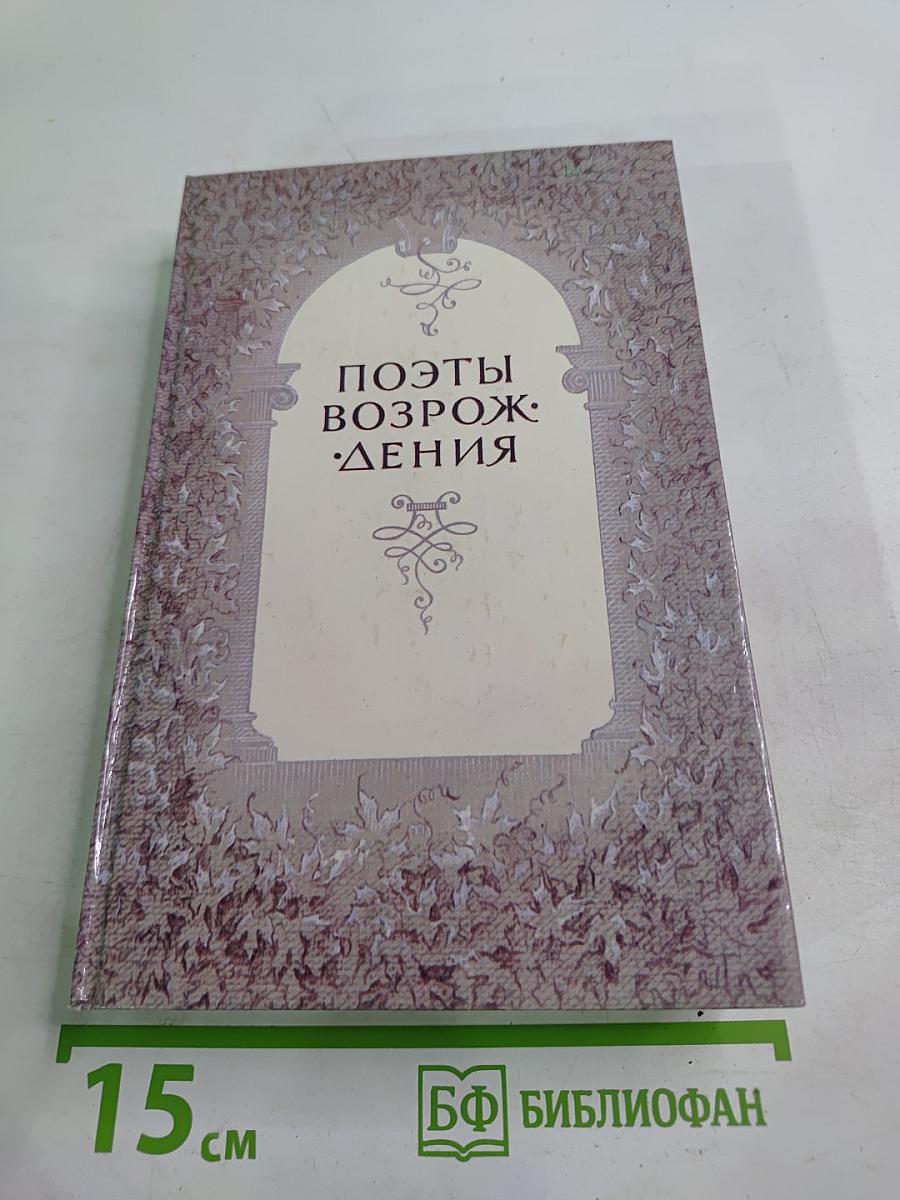 ПОЭТЫ
ВОЗРОЖ·
·ДЕНИЯ
15 см
БФ БИБЛИОФАН